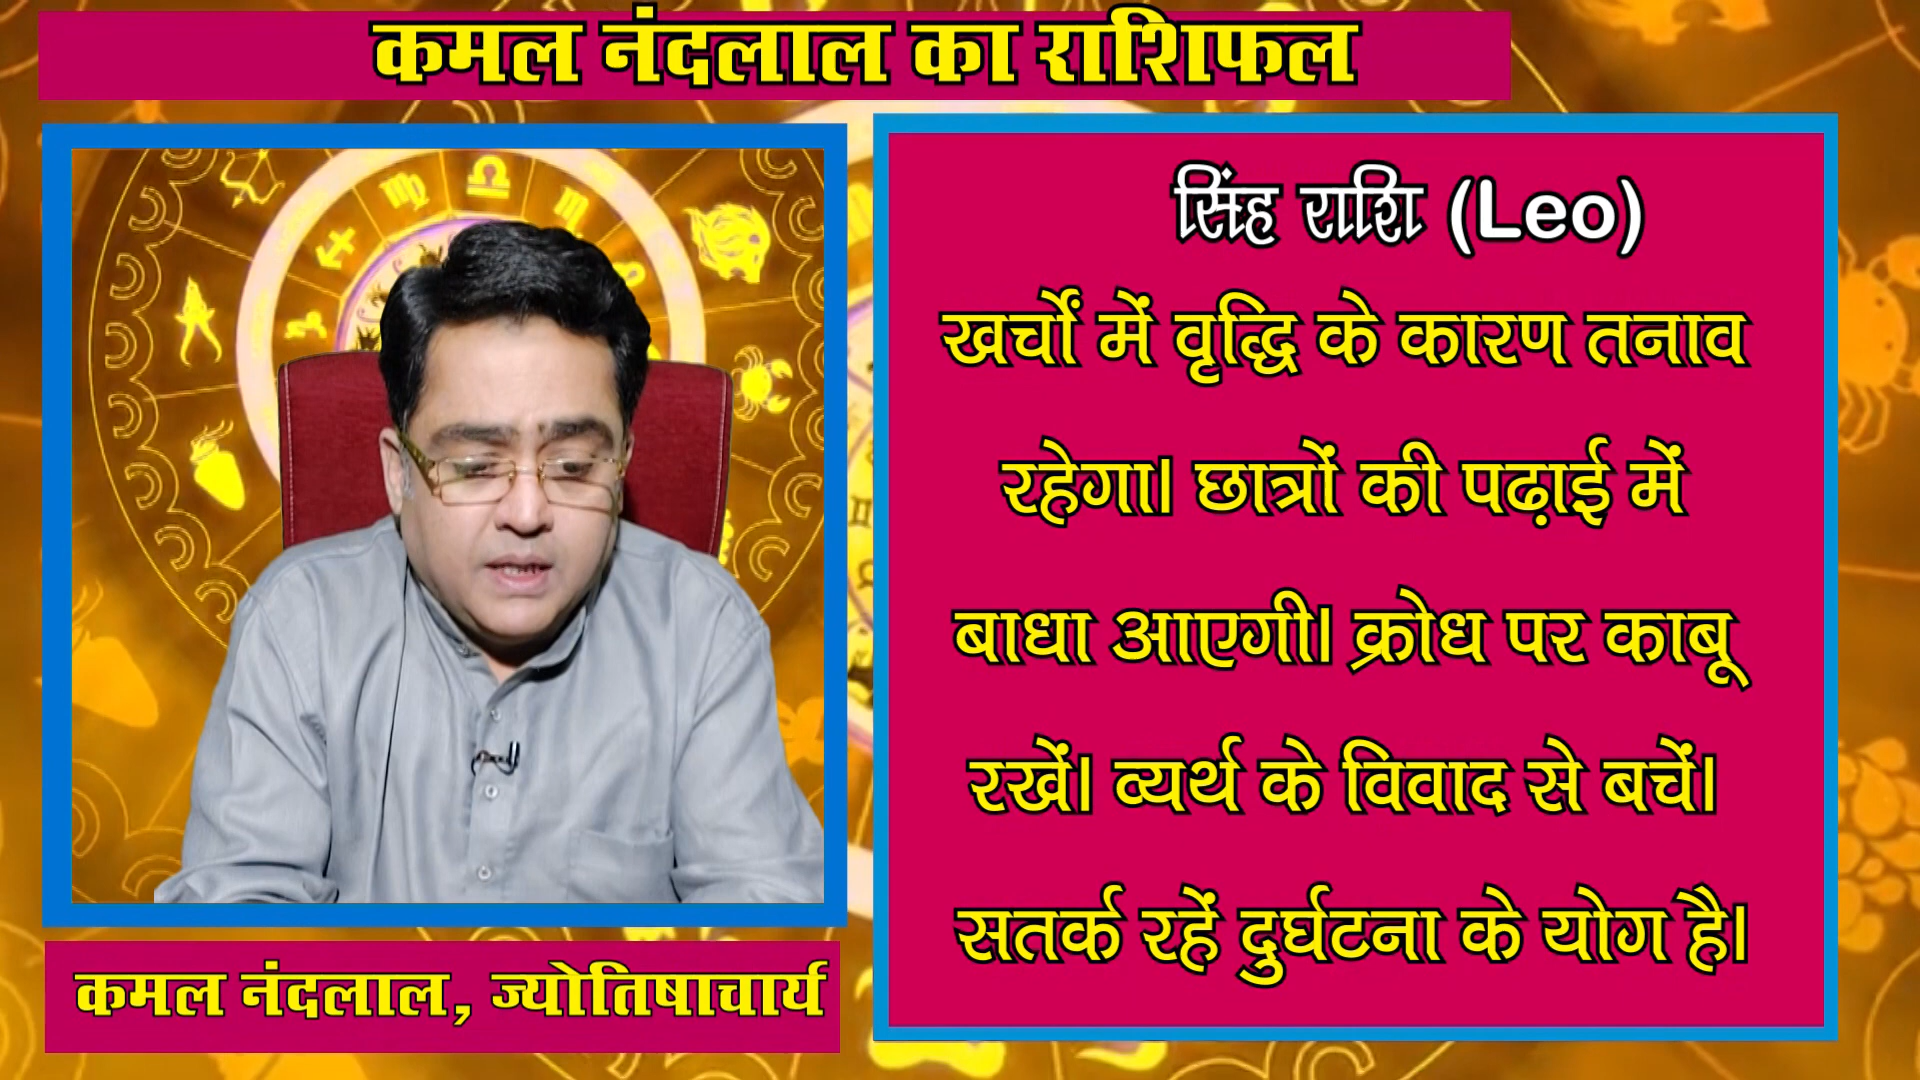 कमल नंदलाल का राशिफल
सिंह राशि (Leo)
खर्चों में वृद्धि के कारण तनाव
रहेगा। छात्रों की पढ़ाई में
बाधा आएगी। क्रोध पर काबू
रखें। व्यर्थ के विवाद से बचें।
सतर्क रहें दुर्घटना के योग है।
कमल नंदलाल, ज्योतिषाचार्य